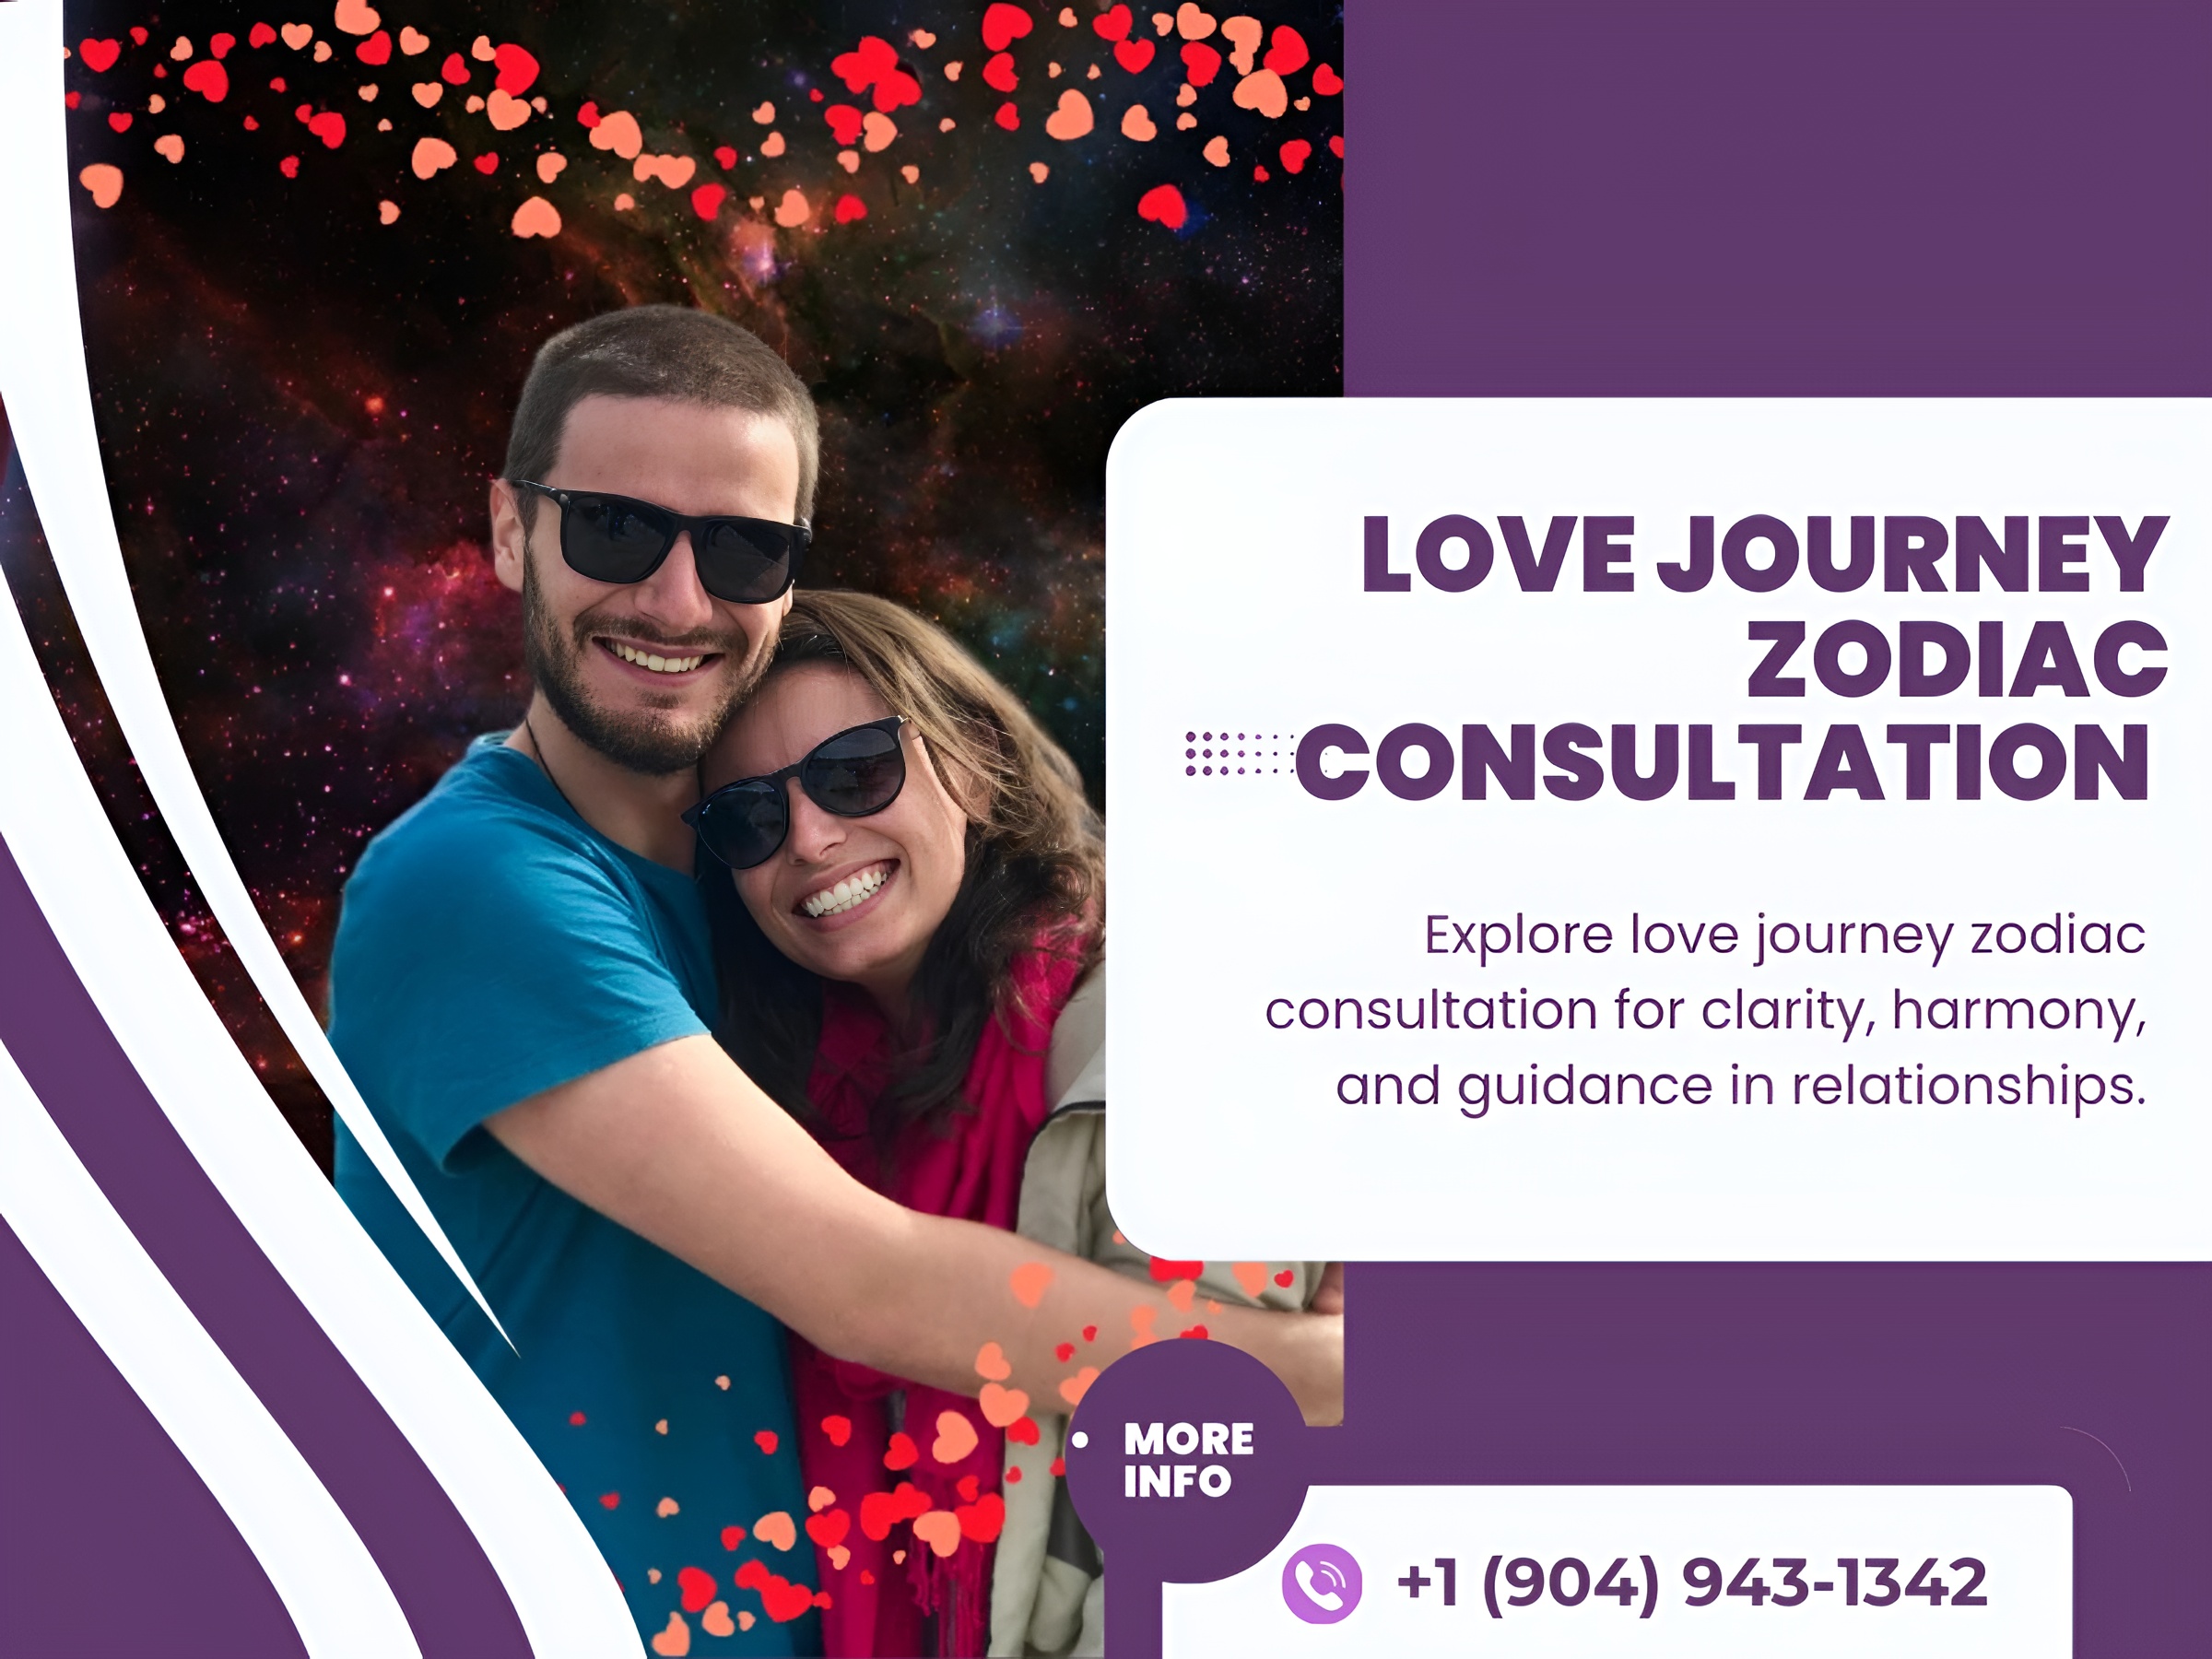 LOVE JOURNEY
ZODIAC
CONSULTATION
Explore love journey zodiac
consultation for clarity, harmony,
and guidance in relationships.
MORE
INFO
+1 (904) 943-1342